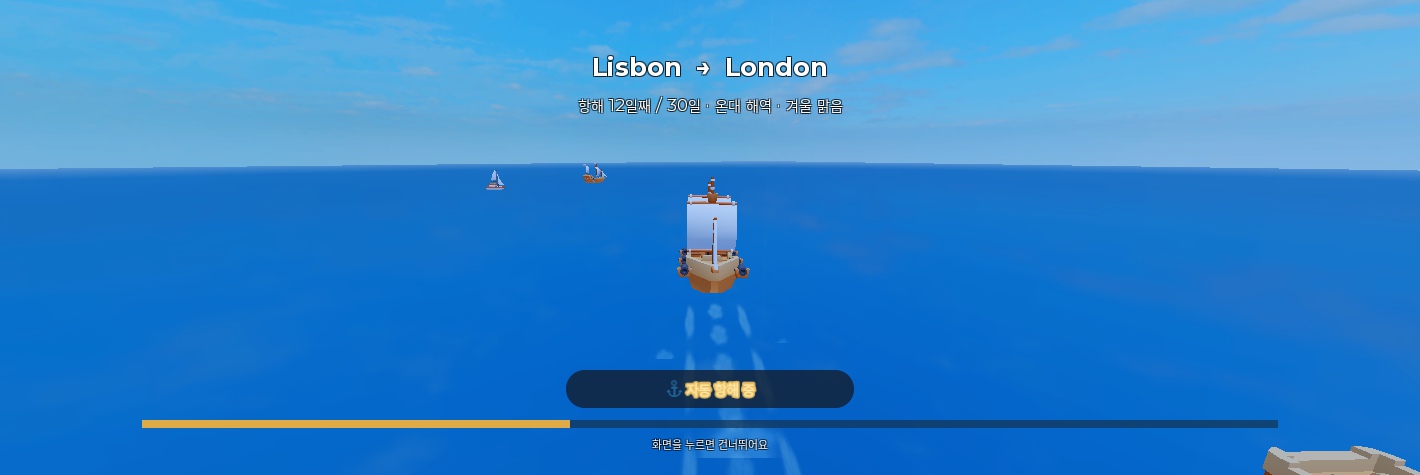 Lisbon → London
항해 12일째 / 30일 · 온대 해역 · 겨울 맑음
⚓ 자동 항해 중
화면을 누르면 건너뛰어요